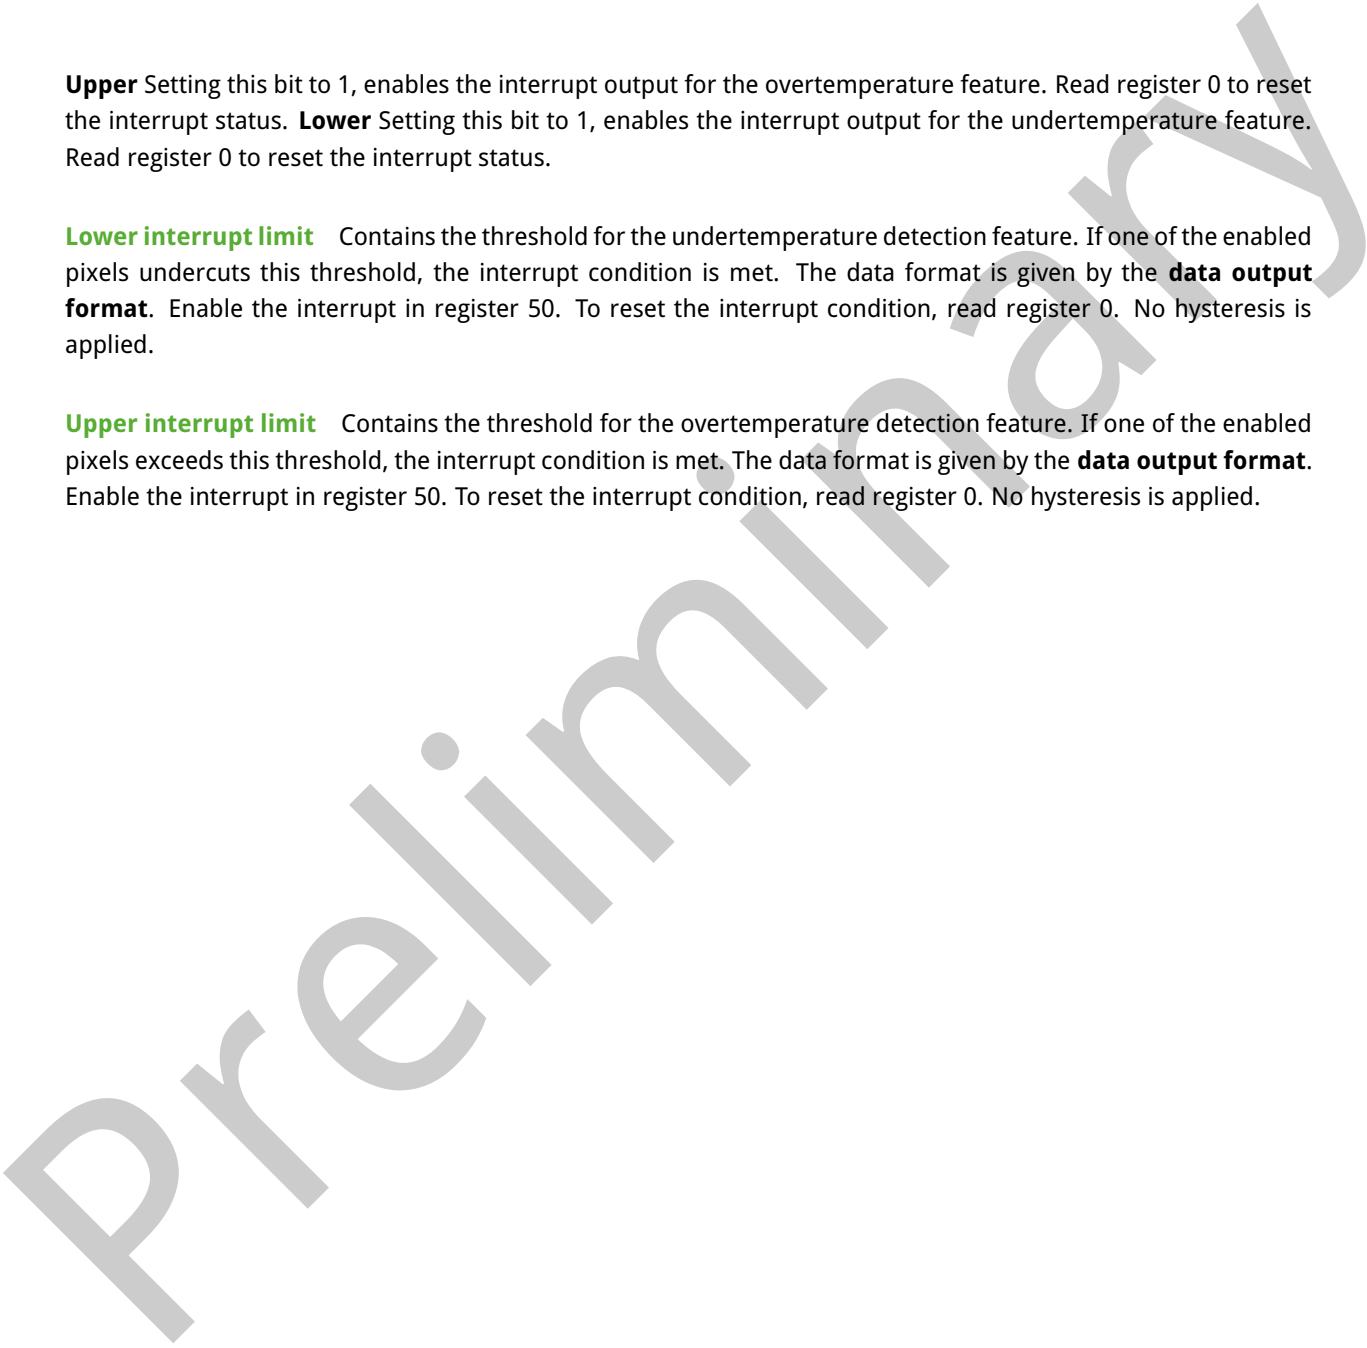 Upper Setting this bit to 1, enables the interrupt output for the overtemperature feature. Read register 0 to reset
the interrupt status. Lower Setting this bit to 1, enables the interrupt output for the undertemperature feature.
Read register 0 to reset the interrupt status.
Lower interrupt limit Contains the threshold for the undertemperature detection feature. If one of the enabled
pixels undercuts this threshold, the interrupt condition is met. The data format is given by the data output
format. Enable the interrupt in register 50. To reset the interrupt condition, read register 0. No hysteresis is
applied.
Upper interrupt limit Contains the threshold for the overtemperature detection feature. If one of the enabled
pixels exceeds this threshold, the interrupt condition is met. The data format is given by the data output format.
Enable the interrupt in register 50. To reset the interrupt condition, read register 0. No hysteresis is applied.
Preliminary